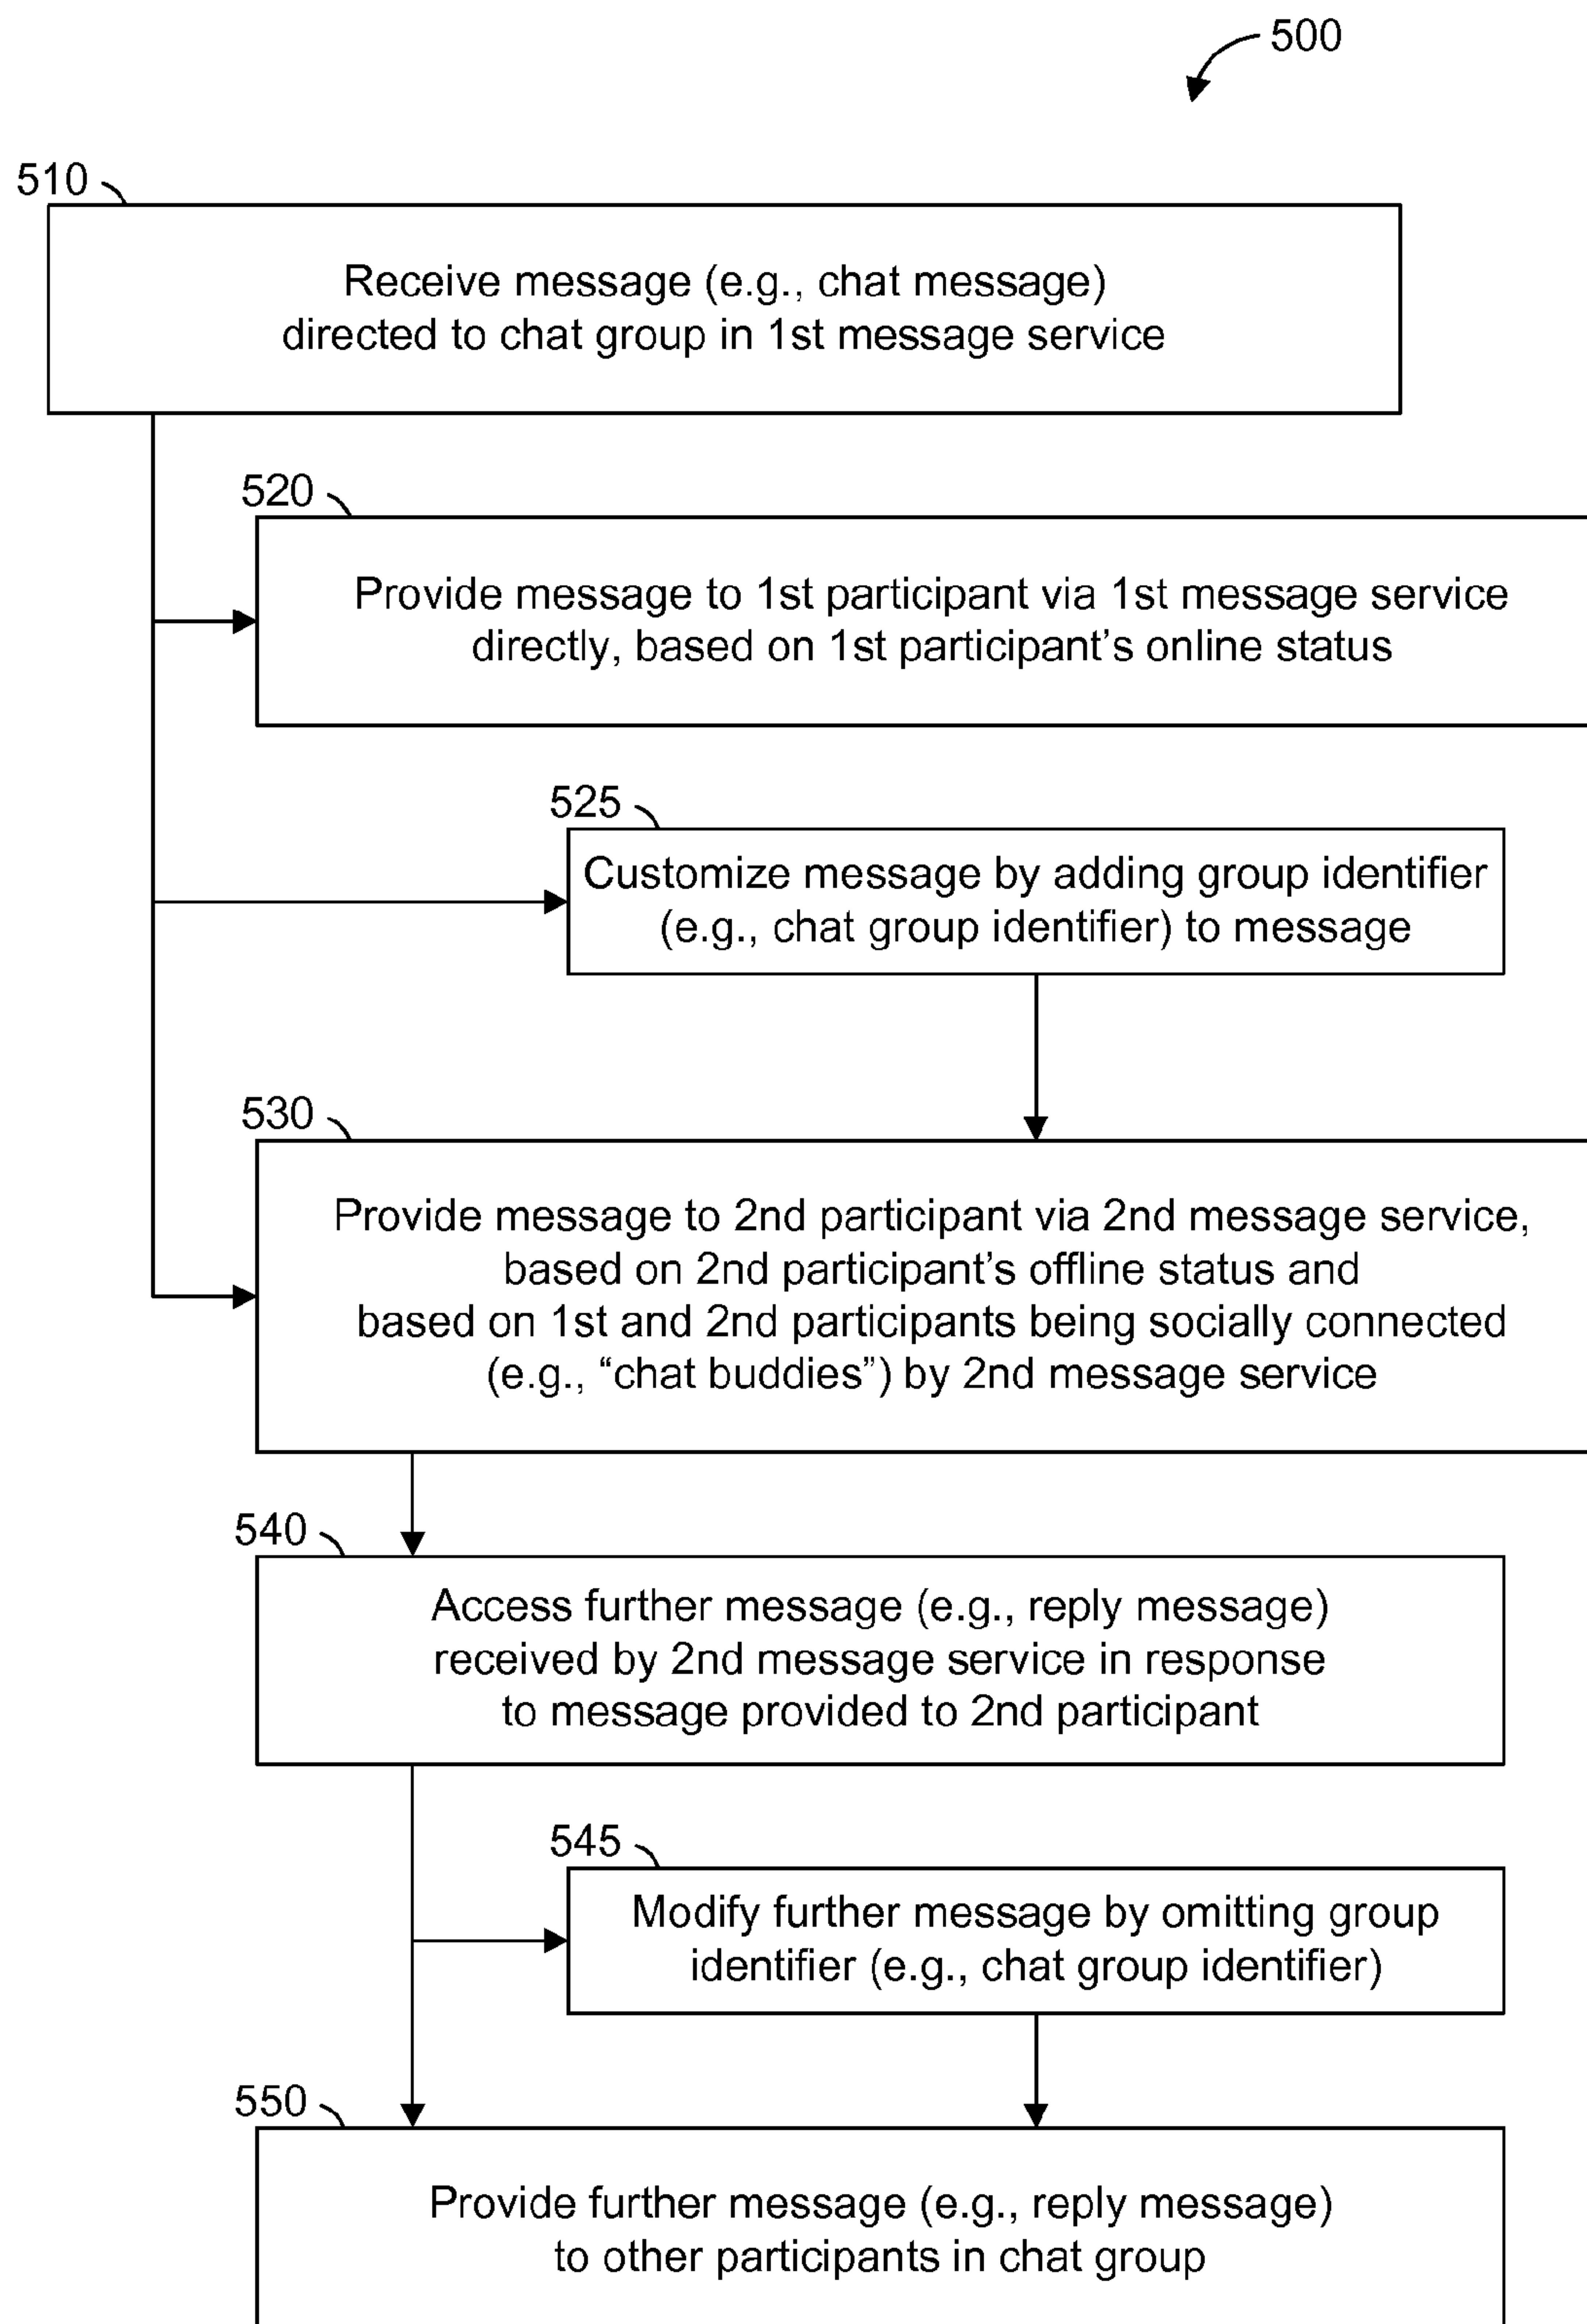 500
510
Receive message (e.g., chat message)
directed to chat group in 1st message service
520
Provide message to 1st participant via 1st message service
directly, based on 1st participant’s online status
525
Customize message by adding group identifier
(e.g., chat group identifier) to message
530
Provide message to 2nd participant via 2nd message service,
based on 2nd participant’s offline status and
based on 1st and 2nd participants being socially connected
(e.g., “chat buddies”) by 2nd message service
540
Access further message (e.g., reply message)
received by 2nd message service in response
to message provided to 2nd participant
545
Modify further message by omitting group
identifier (e.g., chat group identifier)
550
Provide further message (e.g., reply message)
to other participants in chat group